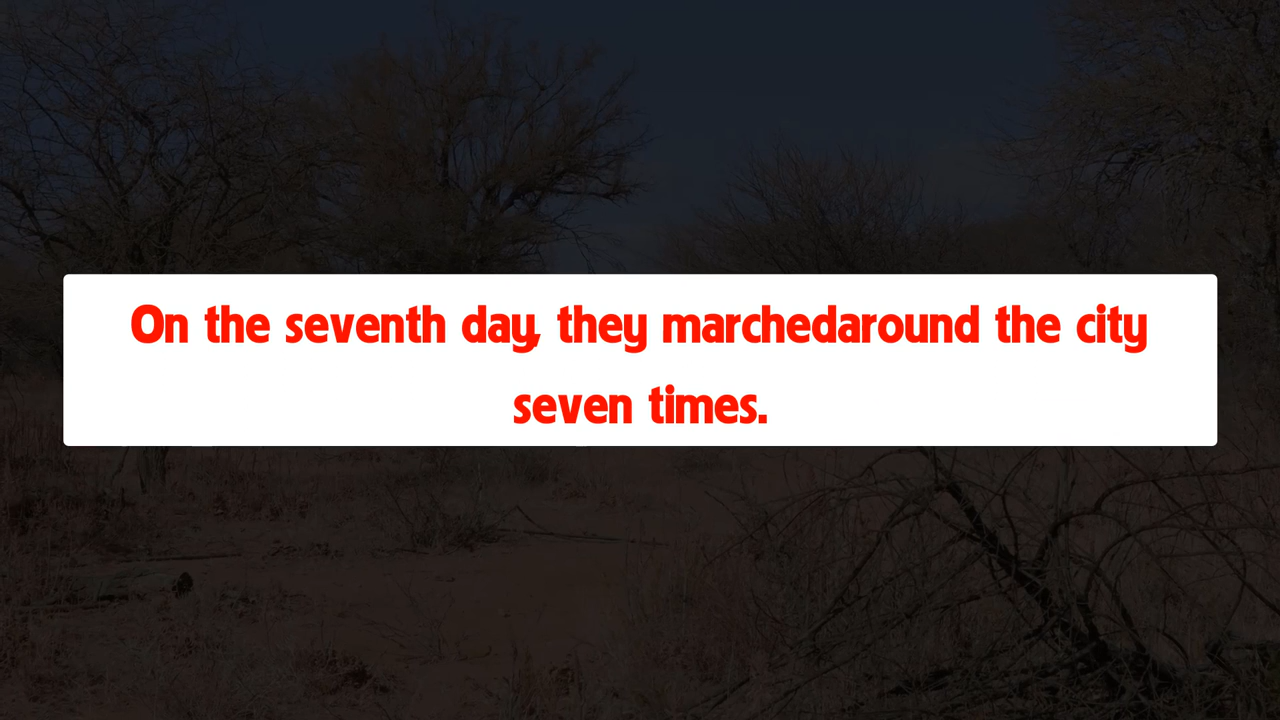 On the seventh day, they marchedaround the city
seven times.